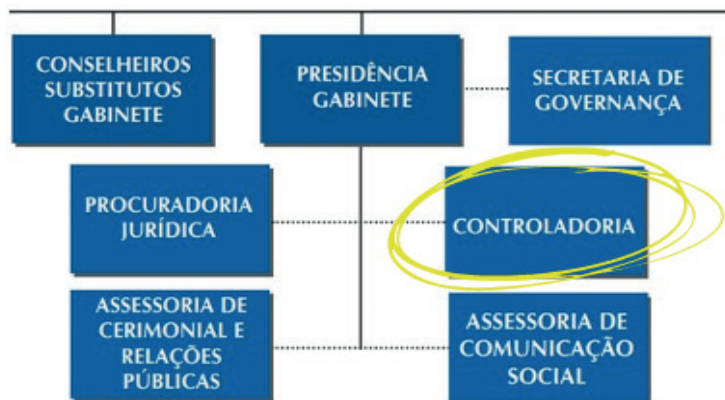 CONSELHEIROS
SUBSTITUTOS
GABINETE
PRESIDÊNCIA
GABINETE
SECRETARIA DE
GOVERNANÇA
PROCURADORIA
JURÍDICA
CONTROLADORIA
ASSESSORIA DE
CERIMONIAL E
RELAÇÕES
PÚBLICAS
ASSESSORIA DE
COMUNICAÇÃO
SOCIAL